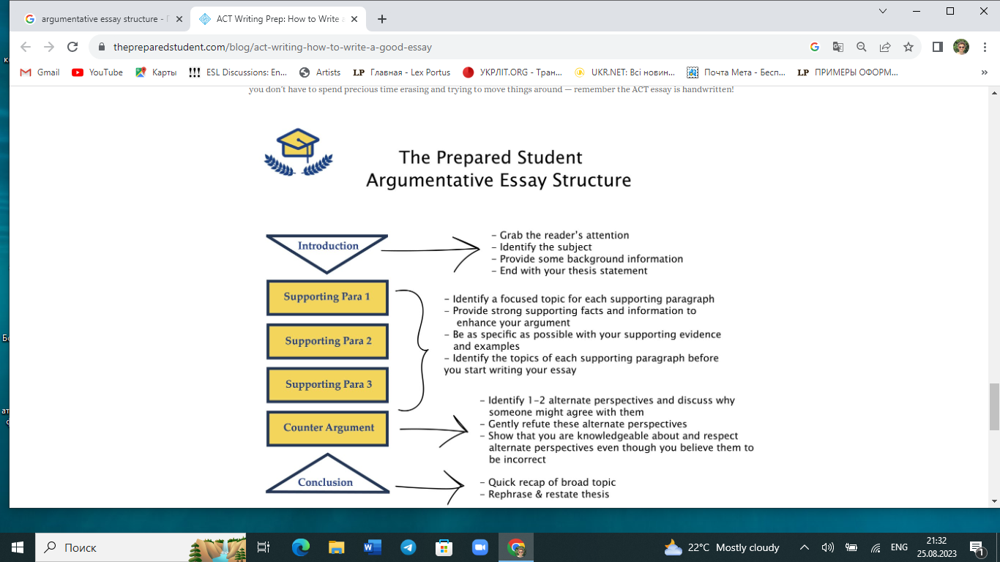 argumentative essay structure - 
ACT Writing Prep: How to Write a
thepreparedstudent.com/blog/act-writing-how-to-write-a-good-essay
Gmail
YouTube
Карты
ESL Discussions: En...
Artists
LP Главная - Lex Portus
УКРЛІТ.ORG - Тран...
UKR.NET: Всі новин...
Почта Мета - Бесп...
LP ПРИМЕРЫ ОФОРМ...
»
you don't have to spend precious time erasing and trying to move things around — remember the ACT essay is handwritten!
The Prepared Student
Argumentative Essay Structure
Introduction
– Grab the reader's attention
– Identify the subject
– Provide some background information
– End with your thesis statement
Supporting Para 1
Supporting Para 2
Supporting Para 3
– Identify a focused topic for each supporting paragraph
– Provide strong supporting facts and information to
enhance your argument
– Be as specific as possible with your supporting evidence
and examples
– Identify the topics of each supporting paragraph before
you start writing your essay
Counter Argument
– Identify 1–2 alternate perspectives and discuss why
someone might agree with them
– Gently refute these alternate perspectives
– Show that you are knowledgeable about and respect
alternate perspectives even though you believe them to
be incorrect
Conclusion
– Quick recap of broad topic
– Rephrase & restate thesis
Поиск
22°C Mostly cloudy
ENG
21:32
25.08.2023
1